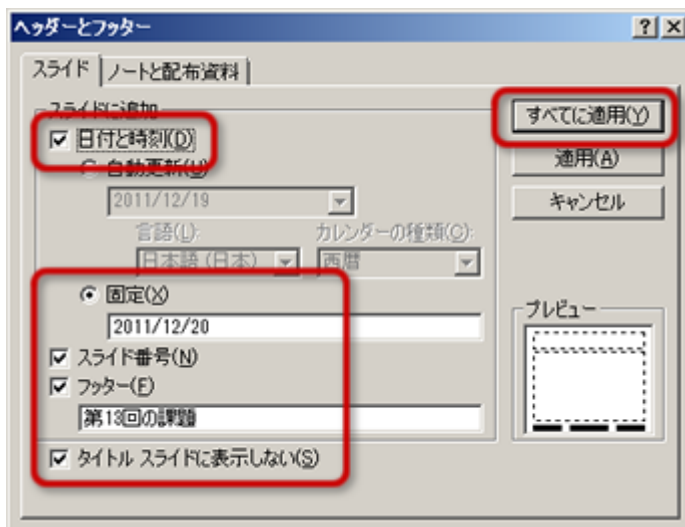 ヘッダーとフッター
スライド
ノートと配布資料
スライドに追加
日付と時刻(D)
自動更新(U)
2011/12/19
言語(L):
カレンダーの種類(C):
日本語 (日本)
西暦
固定(X)
2011/12/20
スライド番号(N)
フッター(F)
第13回の課題
タイトル スライドに表示しない(S)
すべてに適用(Y)
適用(A)
キャンセル
プレビュー